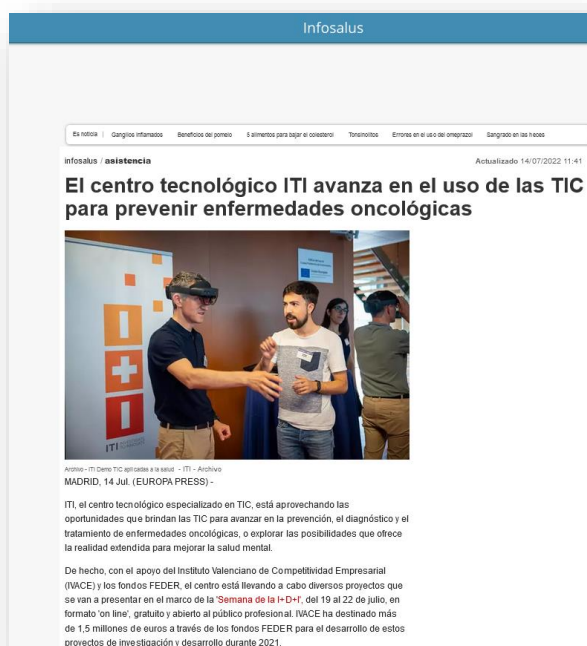 Infosalus
Es noticia | Ganglios inflamados Beneficios del pomelo 5 alimentos para bajar el colesterol Tonsinolitos Errores en el uso del omeprazol Sangrado en las heces
infosalus / asistencia
Actualizado 14/07/2022 11:41
El centro tecnológico ITI avanza en el uso de las TIC
para prevenir enfermedades oncológicas
ITI
Archivo - ITI Demo TIC aplicadas a la salud - ITI - Archivo
MADRID, 14 Jul. (EUROPA PRESS) -
ITI, el centro tecnológico especializado en TIC, está aprovechando las
oportunidades que brindan las TIC para avanzar en la prevención, el diagnóstico y el
tratamiento de enfermedades oncológicas, o explorar las posibilidades que ofrece
la realidad extendida para mejorar la salud mental.
De hecho, con el apoyo del Instituto Valenciano de Competitividad Empresarial
(IVACE) y los fondos FEDER, el centro está llevando a cabo diversos proyectos que
se van a presentar en el marco de la 'Semana de la I+D+I', del 19 al 22 de julio, en
formato 'on line', gratuito y abierto al público profesional. IVACE ha destinado más
de 1,5 millones de euros a través de los fondos FEDER para el desarrollo de estos
proyectos de investigación y desarrollo durante 2021.